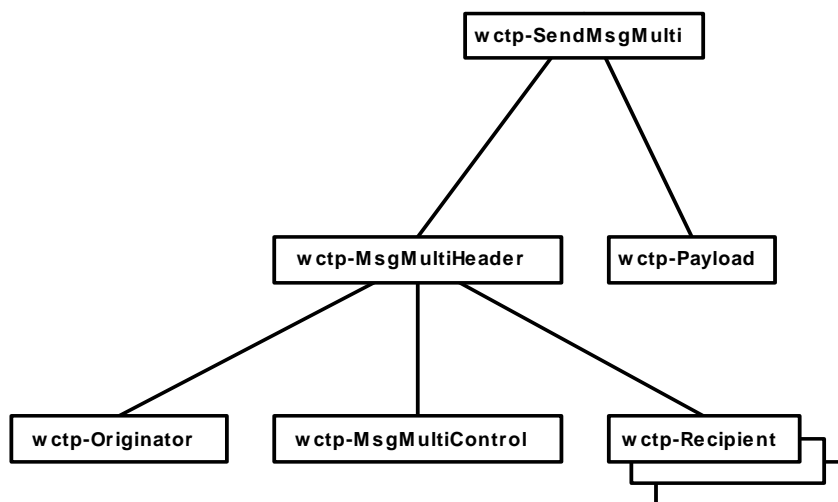 wctp-SendMsgMulti
wctp-MsgMultiHeader
wctp-Payload
wctp-Originator
wctp-MsgMultiControl
wctp-Recipient